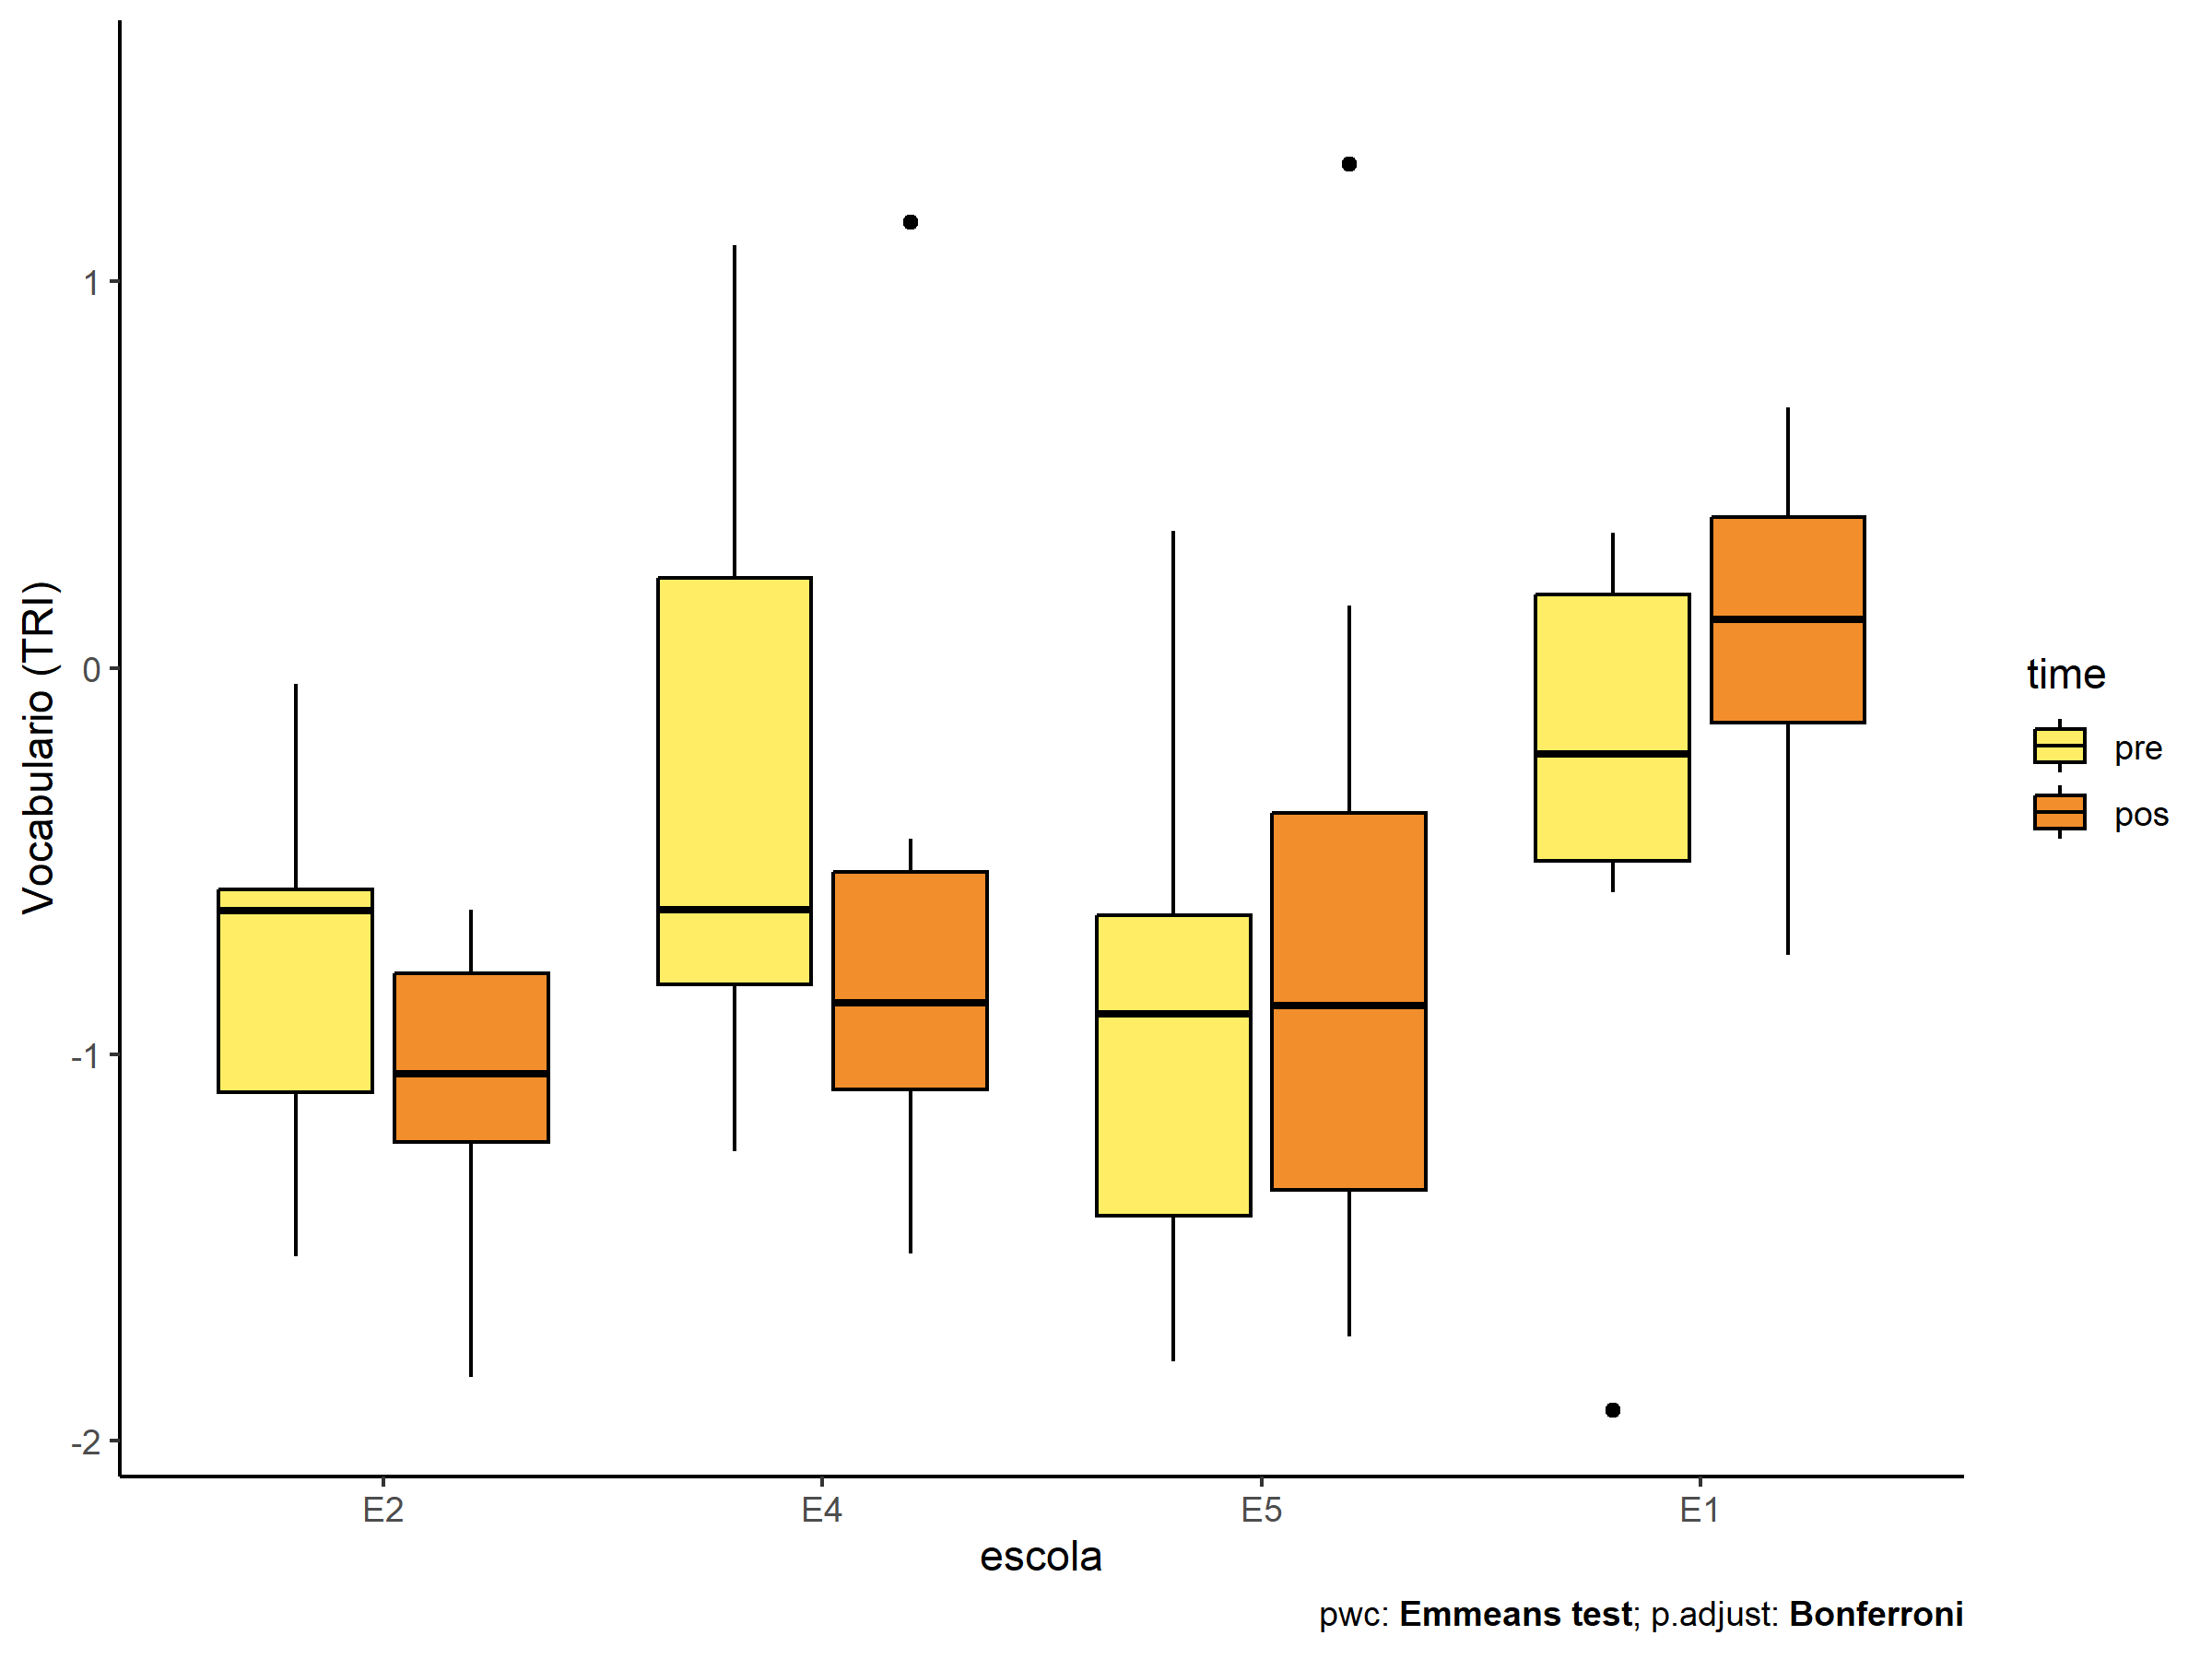 Vocabulario (TRI)
1
0
-1
-2
E2 E4 E5 E1
escola
time
pre
pos
pwc: Emmeans test; p.adjust: Bonferroni